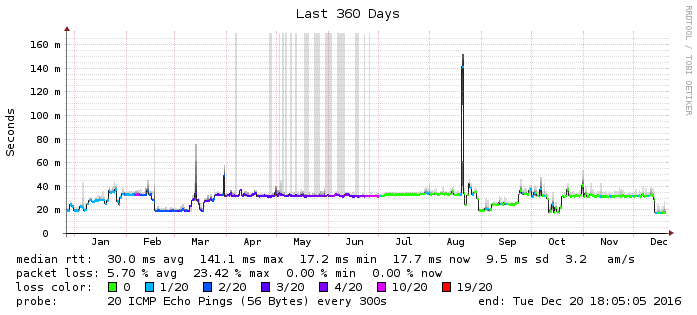 Last 360 Days
RRDTOOL / TOBI OETIKER
Seconds
160 m
140 m
120 m
100 m
80 m
60 m
40 m
20 m
0
Jan Feb Mar Apr May Jun Jul Aug Sep Oct Nov Dec
median rtt: 30.0 ms avg 141.1 ms max 17.2 ms min 17.7 ms now 9.5 ms sd 3.2 am/s
packet loss: 5.70 % avg 23.42 % max 0.00 % min 0.00 % now
loss color: 0 1/20 2/20 3/20 4/20 10/20 19/20
probe: 20 ICMP Echo Pings (56 Bytes) every 300s end: Tue Dec 20 18:05:05 2016